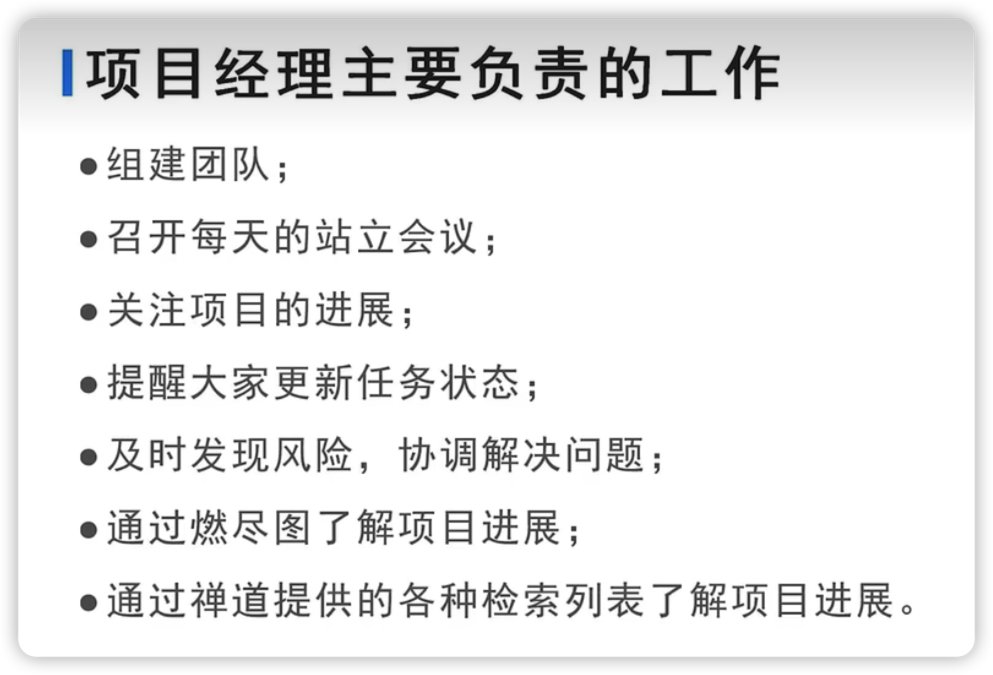 项目经理主要负责的工作
●组建团队；
●召开每天的站立会议；
●关注项目的进展；
●提醒大家更新任务状态；
●及时发现风险，协调解决问题；
●通过燃尽图了解项目进展；
●通过禅道提供的各种检索列表了解项目进展。